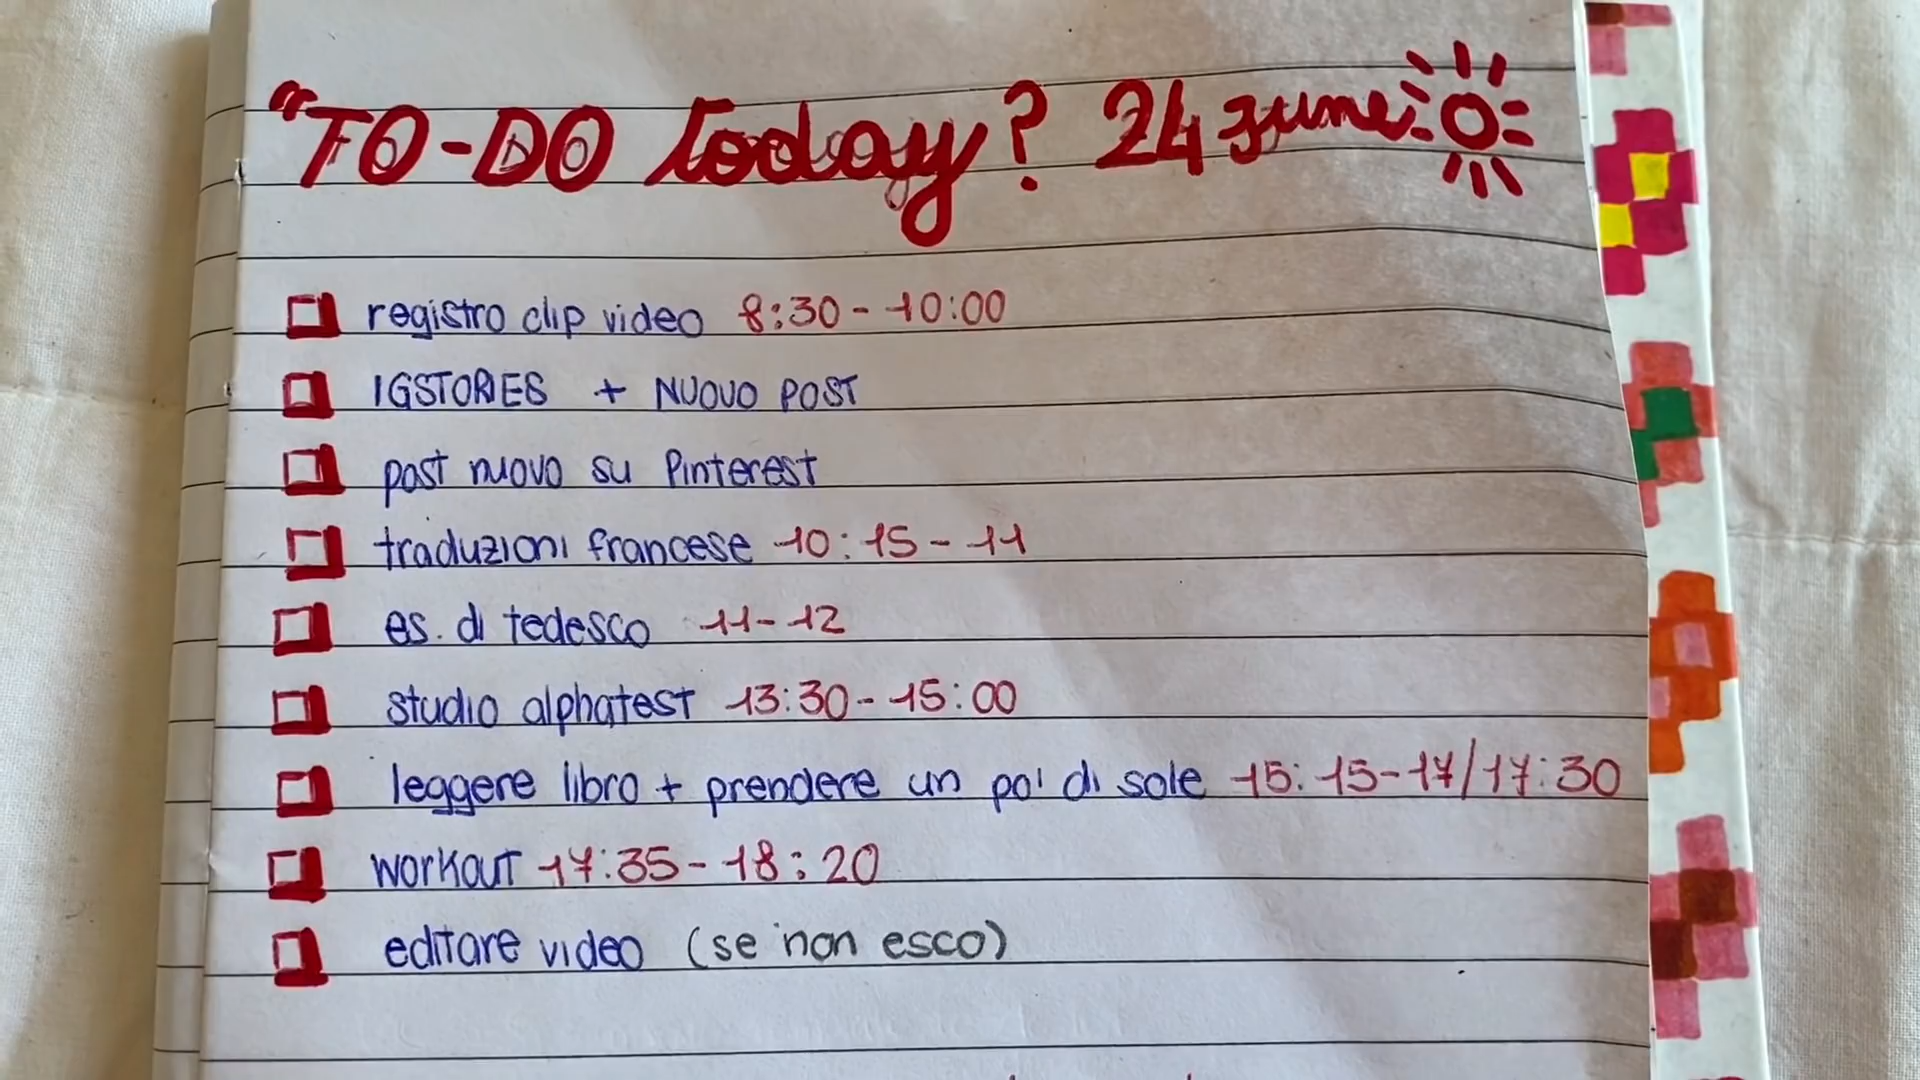 "TO-DO today? 24 June
registro clip video 8:30-10:00
IGSTORIES + NUOVO POST
post nuovo su Pinterest
traduzioni francese 10:15-11
es. di tedesco 11-12
studio alphatest 13:30-15:00
leggere libro + prendere un po' di sole 15:15-17/17:30
workout 17:35-18:20
editare video (se non esco)